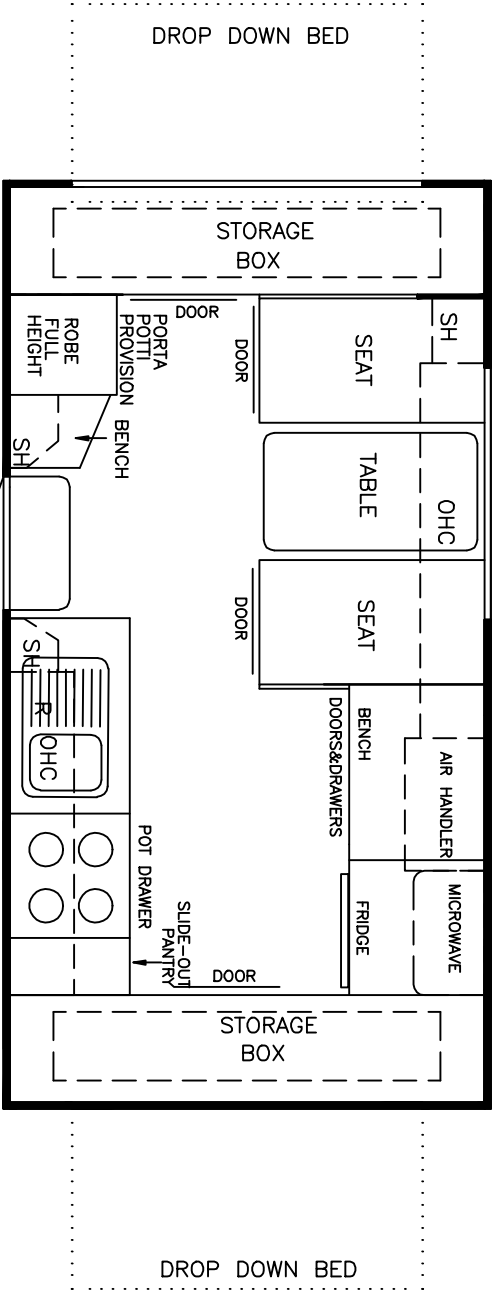 DROP DOWN BED
STORAGE
BOX
DOOR
ROBE
FULL
HEIGHT
PORTA
POTTI
PROVISION
DOOR
SEAT
SH
BENCH
SH
TABLE
OHC
DOOR
SEAT
SH
R
OHC
BENCH
DOORS&DRAWERS
AIR HANDLER
POT DRAWER
SLIDE-OUT
PANTRY
DOOR
FRIDGE
MICROWAVE
STORAGE
BOX
DROP DOWN BED